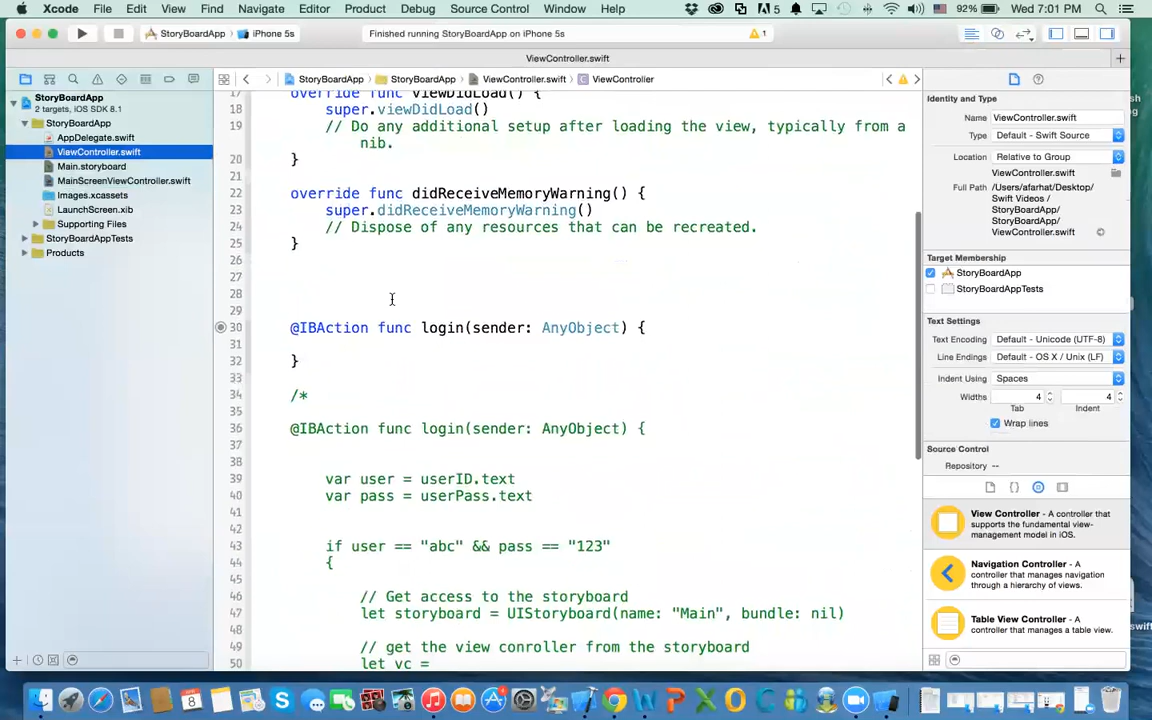 Xcode File Edit View Find Navigate Editor Product Debug Source Control Window Help 5 92% Wed 7:01 PM
StoryBoardApp iPhone 5s Finished running StoryBoardApp on iPhone 5s 1
ViewController.swift
StoryBoardApp StoryBoardApp ViewController.swift C ViewController
StoryBoardApp
2 targets, iOS SDK 8.1
StoryBoardApp
AppDelegate.swift
ViewController.swift
Main.storyboard
MainScreenViewController.swift
Images.xcassets
LaunchScreen.xib
Supporting Files
StoryBoardAppTests
Products
17 override func viewDidLoad() {
18 super.viewDidLoad()
19 // Do any additional setup after loading the view, typically from a
nib.
20 }
21
22 override func didReceiveMemoryWarning() {
23 super.didReceiveMemoryWarning()
24 // Dispose of any resources that can be recreated.
25 }
26
27
28
29
30 @IBAction func login(sender: AnyObject) {
31
32 }
33
34 /*
35
36 @IBAction func login(sender: AnyObject) {
37
38
39 var user = userID.text
40 var pass = userPass.text
41
42
43 if user == "abc" && pass == "123"
44 {
45
46 // Get access to the storyboard
47 let storyboard = UIStoryboard(name: "Main", bundle: nil)
48
49 // get the view conroller from the storyboard
50 let vc =
Identity and Type
Name ViewController.swift
Type Default - Swift Source
Location Relative to Group
ViewController.swift
Full Path /Users/afarhat/Desktop/
Swift Videos /
StoryBoardApp/
StoryBoardApp/
ViewController.swift
Target Membership
StoryBoardApp
StoryBoardAppTests
Text Settings
Text Encoding Default - Unicode (UTF-8)
Line Endings Default - OS X / Unix (LF)
Indent Using Spaces
Widths 4 4
Tab Indent
Wrap lines
Source Control
Repository --
View Controller - A controller that
supports the fundamental view-
management model in iOS.
Navigation Controller - A
controller that manages navigation
through a hierarchy of views.
Table View Controller - A
controller that manages a table view.